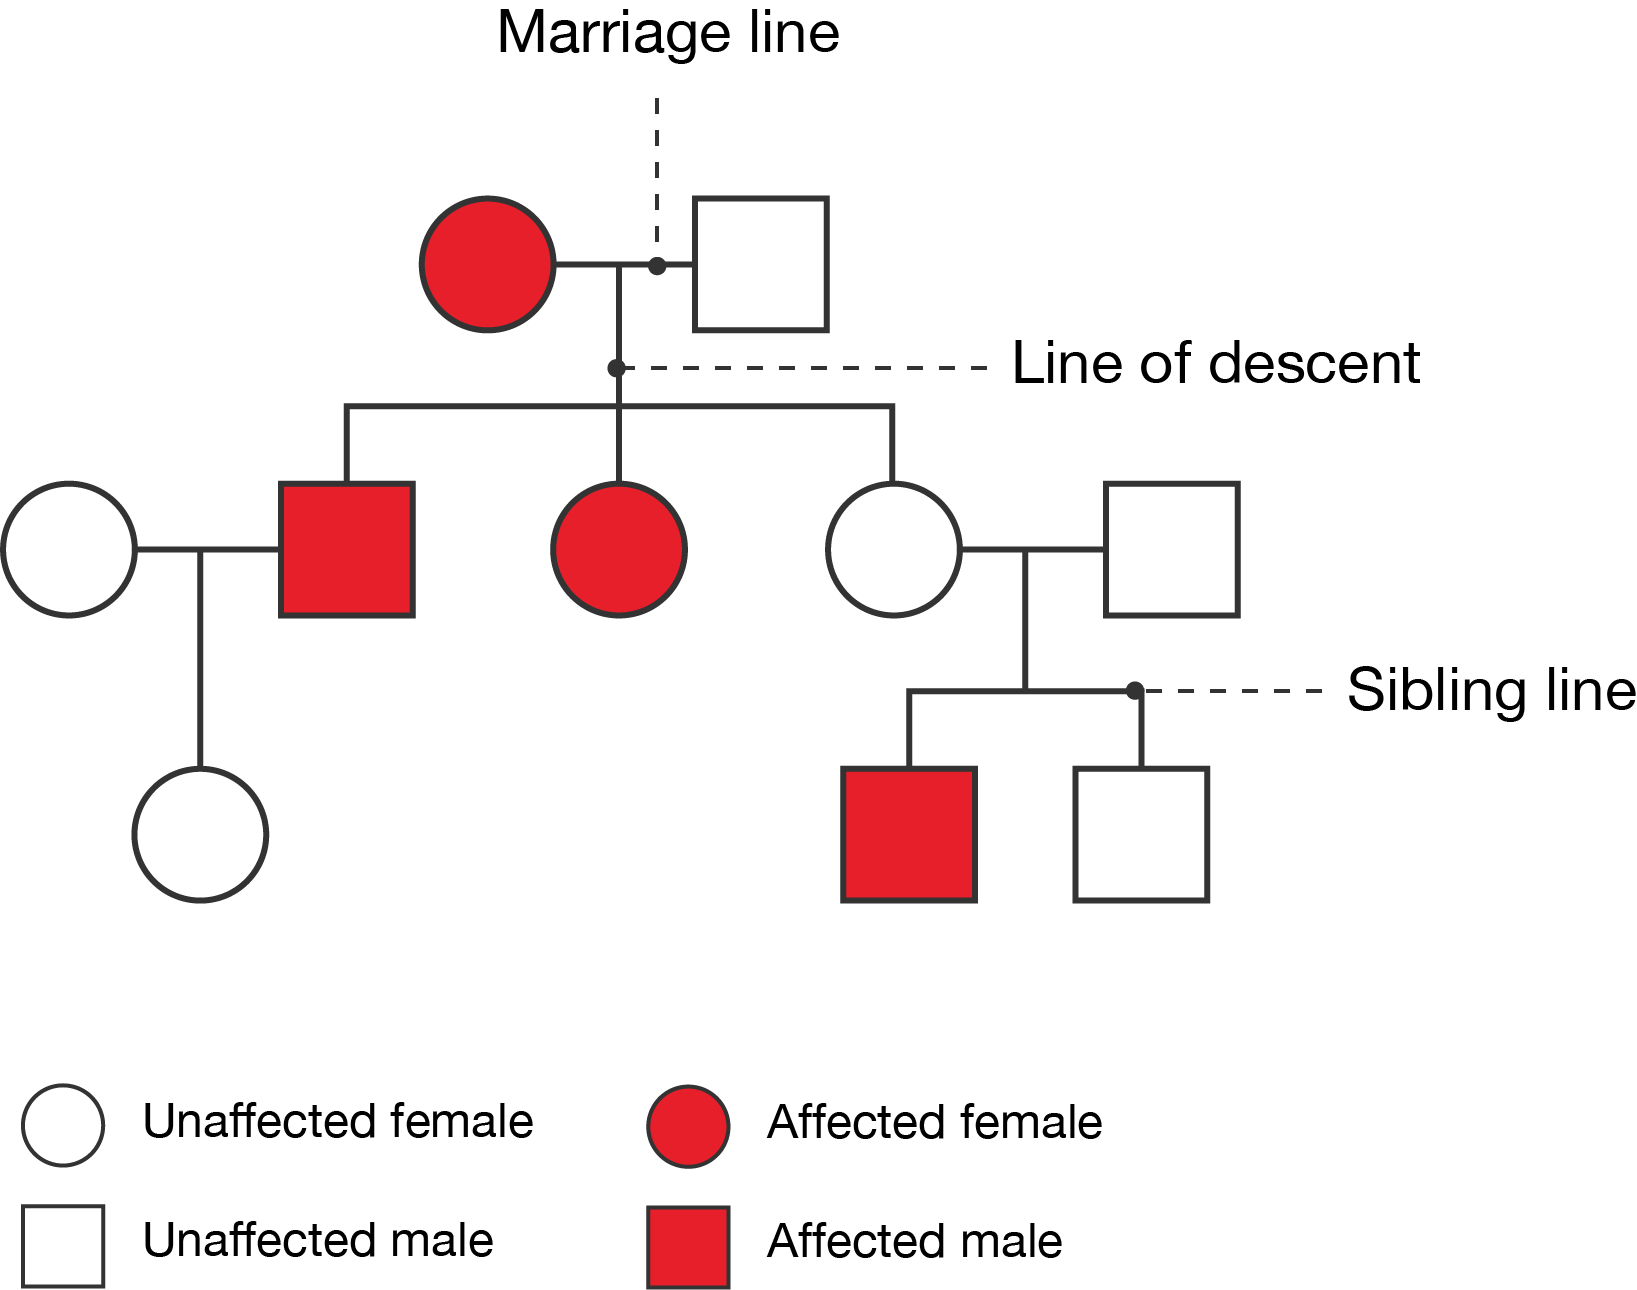 Marriage line
Line of descent
Sibling line
Unaffected female
Affected female
Unaffected male
Affected male